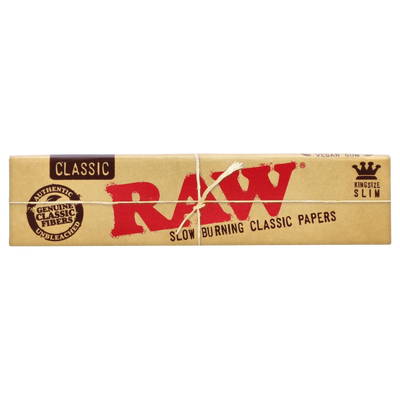 VEGAN GUM
CLASSIC
RAW®
SLOW BURNING CLASSIC PAPERS
AUTHENTIC
GENUINE
CLASSIC
FIBERS
UNBLEACHED
KINGSIZE
SLIM